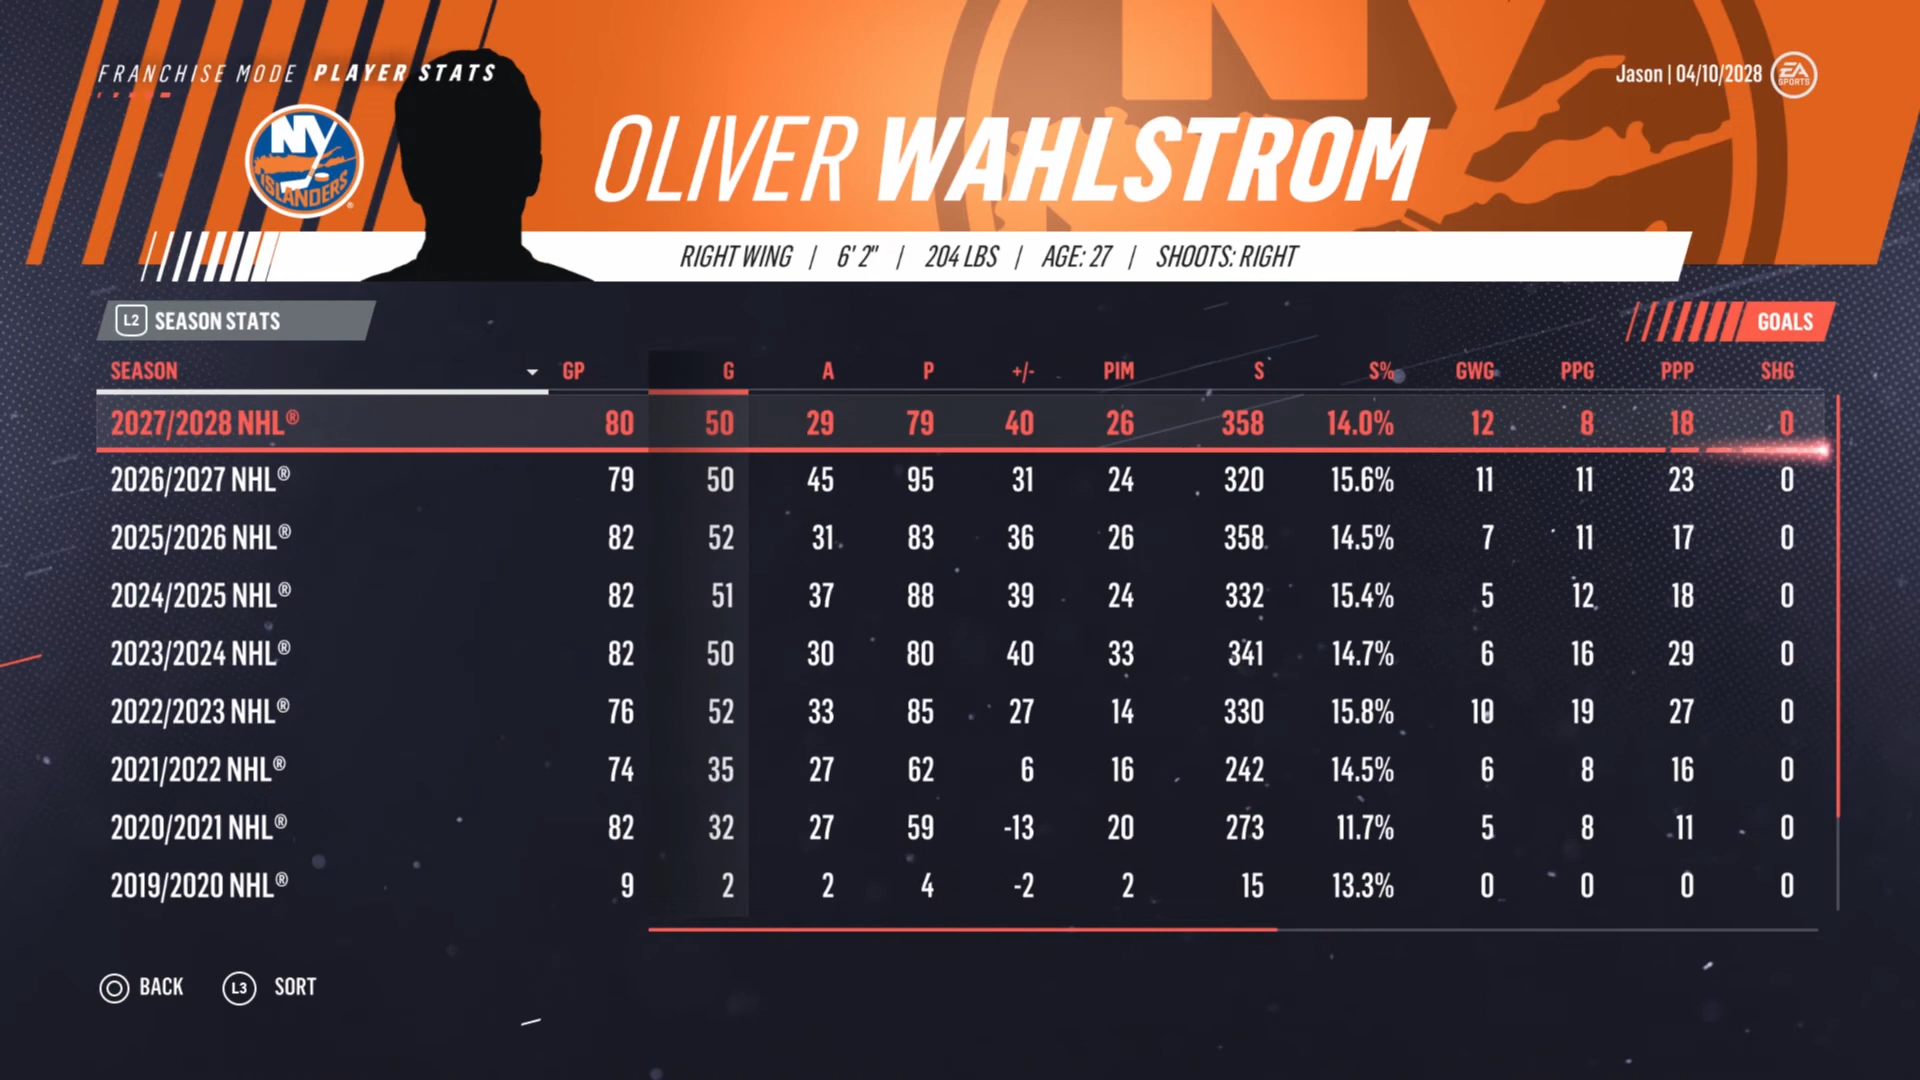 FRANCHISE MODE PLAYER STATS
Jason | 04/10/2028
EA SPORTS
NY ISLANDERS
OLIVER WAHLSTROM
RIGHT WING | 6' 2" | 204 LBS | AGE: 27 | SHOOTS: RIGHT
L2 SEASON STATS
GOALS
SEASON GP G A P +/- PIM S S% GWG PPG PPP SHG
2027/2028 NHL® 80 50 29 79 40 26 358 14.0% 12 8 18 0
2026/2027 NHL® 79 50 45 95 31 24 320 15.6% 11 11 23 0
2025/2026 NHL® 82 52 31 83 36 26 358 14.5% 7 11 17 0
2024/2025 NHL® 82 51 37 88 39 24 332 15.4% 5 12 18 0
2023/2024 NHL® 82 50 30 80 40 33 341 14.7% 6 16 29 0
2022/2023 NHL® 76 52 33 85 27 14 330 15.8% 10 19 27 0
2021/2022 NHL® 74 35 27 62 6 16 242 14.5% 6 8 16 0
2020/2021 NHL® 82 32 27 59 -13 20 273 11.7% 5 8 11 0
2019/2020 NHL® 9 2 2 4 -2 2 15 13.3% 0 0 0 0
BACK L3 SORT